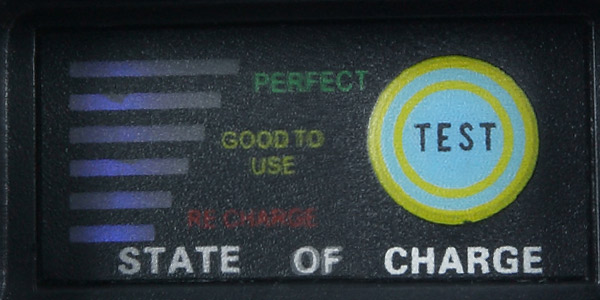 PERFECT
TEST
GOOD TO
USE
RE CHARGE
STATE OF CHARGE